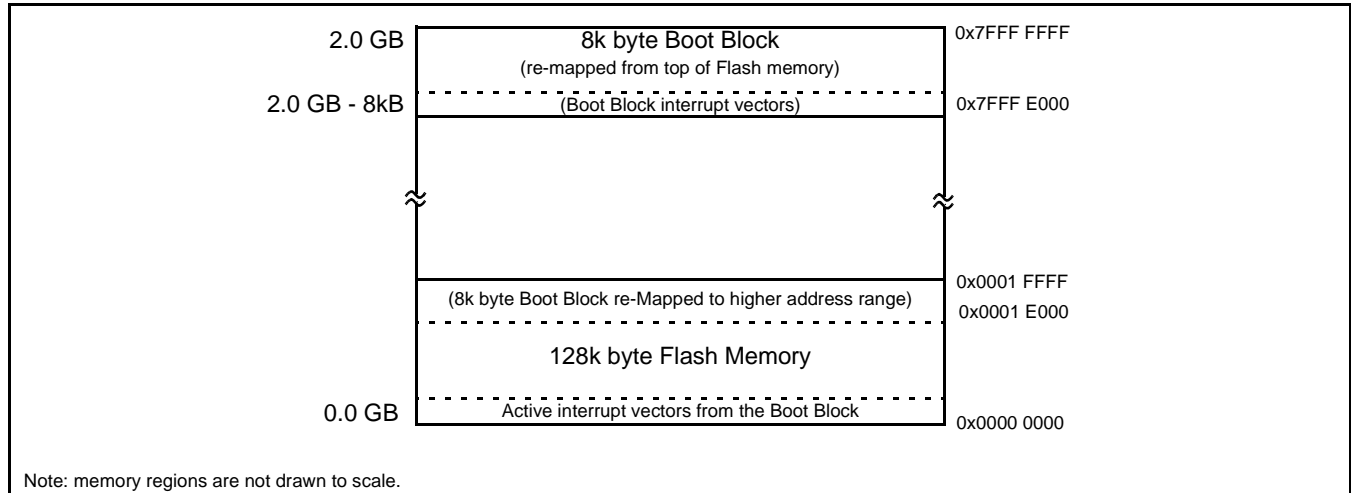 2.0 GB
8k byte Boot Block
0x7FFF FFFF
(re-mapped from top of Flash memory)
2.0 GB - 8kB
(Boot Block interrupt vectors)
0x7FFF E000
0x0001 FFFF
(8k byte Boot Block re-Mapped to higher address range)
0x0001 E000
128k byte Flash Memory
0.0 GB
Active interrupt vectors from the Boot Block
0x0000 0000
Note: memory regions are not drawn to scale.